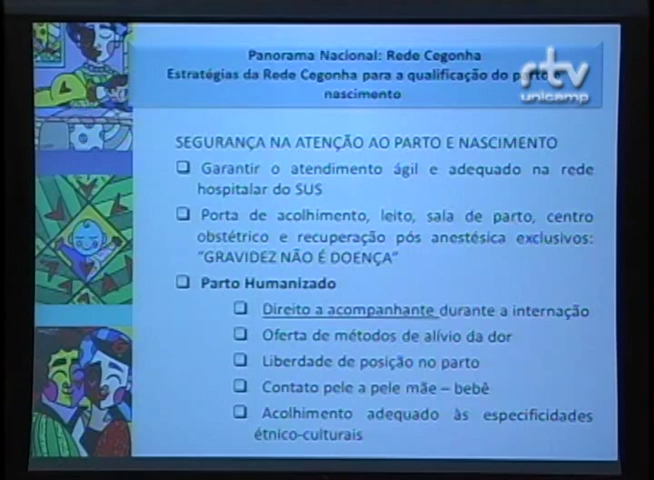 Panorama Nacional: Rede Cegonha
Estratégias da Rede Cegonha para a qualificação do parto e
nascimento
rtv
unicamp
SEGURANÇA NA ATENÇÃO AO PARTO E NASCIMENTO
Garantir o atendimento ágil e adequado na rede
hospitalar do SUS
Porta de acolhimento, leito, sala de parto, centro
obstétrico e recuperação pós anestésica exclusivos:
"GRAVIDEZ NÃO É DOENÇA"
Parto Humanizado
Direito a acompanhante durante a internação
Oferta de métodos de alívio da dor
Liberdade de posição no parto
Contato pele a pele mãe – bebê
Acolhimento adequado às especificidades
étnico-culturais